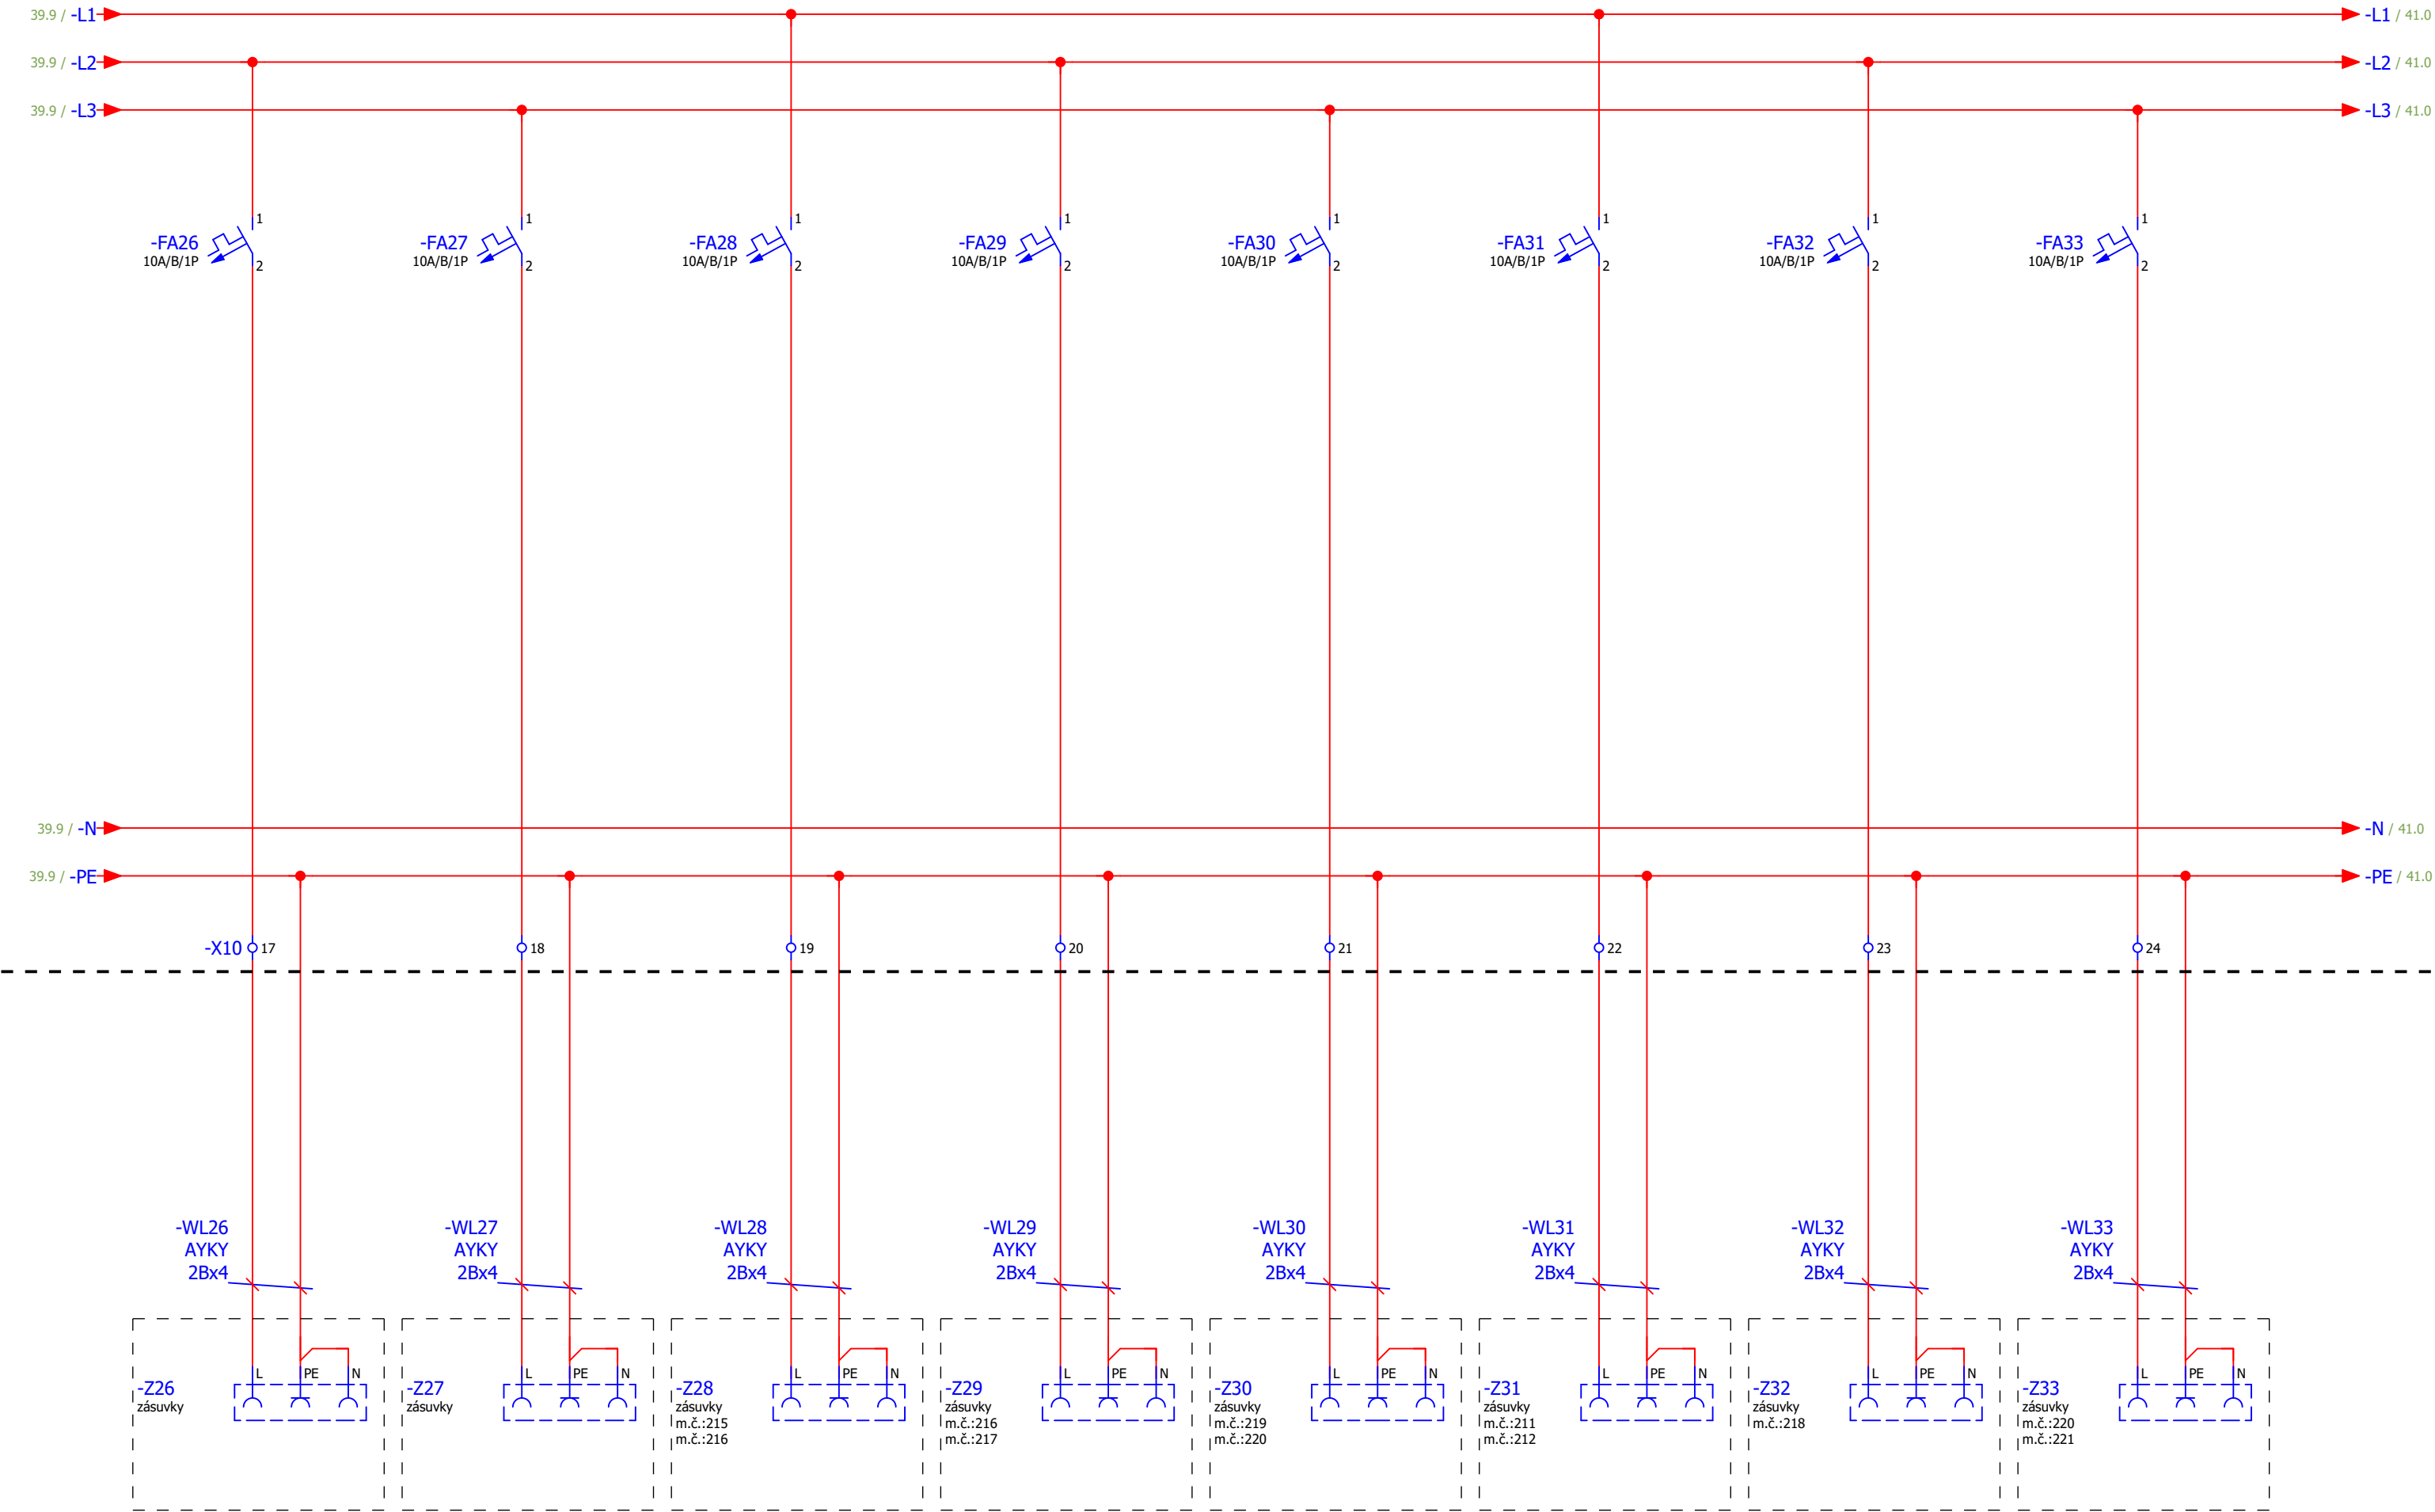 39.9 / -L1
-L1 / 41.0
39.9 / -L2
-L2 / 41.0
39.9 / -L3
-L3 / 41.0
-FA26
10A/B/1P
1
2
-FA27
10A/B/1P
1
2
-FA28
10A/B/1P
1
2
-FA29
10A/B/1P
1
2
-FA30
10A/B/1P
1
2
-FA31
10A/B/1P
1
2
-FA32
10A/B/1P
1
2
-FA33
10A/B/1P
1
2
39.9 / -N
-N / 41.0
39.9 / -PE
-PE / 41.0
-X10 17
18
19
20
21
22
23
24
-WL26
AYKY
2Bx4
-WL27
AYKY
2Bx4
-WL28
AYKY
2Bx4
-WL29
AYKY
2Bx4
-WL30
AYKY
2Bx4
-WL31
AYKY
2Bx4
-WL32
AYKY
2Bx4
-WL33
AYKY
2Bx4
L PE N
-Z26
zásuvky
L PE N
-Z27
zásuvky
L PE N
-Z28
zásuvky
m.č.:215
m.č.:216
L PE N
-Z29
zásuvky
m.č.:216
m.č.:217
L PE N
-Z30
zásuvky
m.č.:219
m.č.:220
L PE N
-Z31
zásuvky
m.č.:211
m.č.:212
L PE N
-Z32
zásuvky
m.č.:218
L PE N
-Z33
zásuvky
m.č.:220
m.č.:221